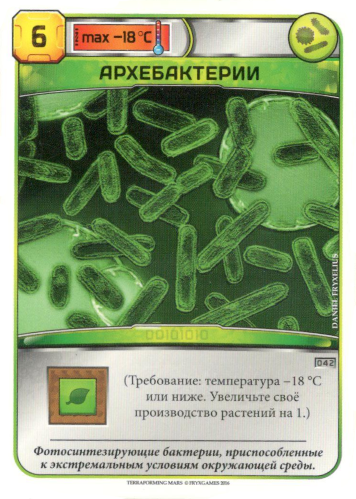 6
max −18 °C
АРХЕБАКТЕРИИ
DANIEL FRYXELIUS
00101010
042
(Требование: температура −18 °C
или ниже. Увеличьте своё
производство растений на 1.)
Фотосинтезирующие бактерии, приспособленные
к экстремальным условиям окружающей среды.
TERRAFORMING MARS © FRYXGAMES 2016